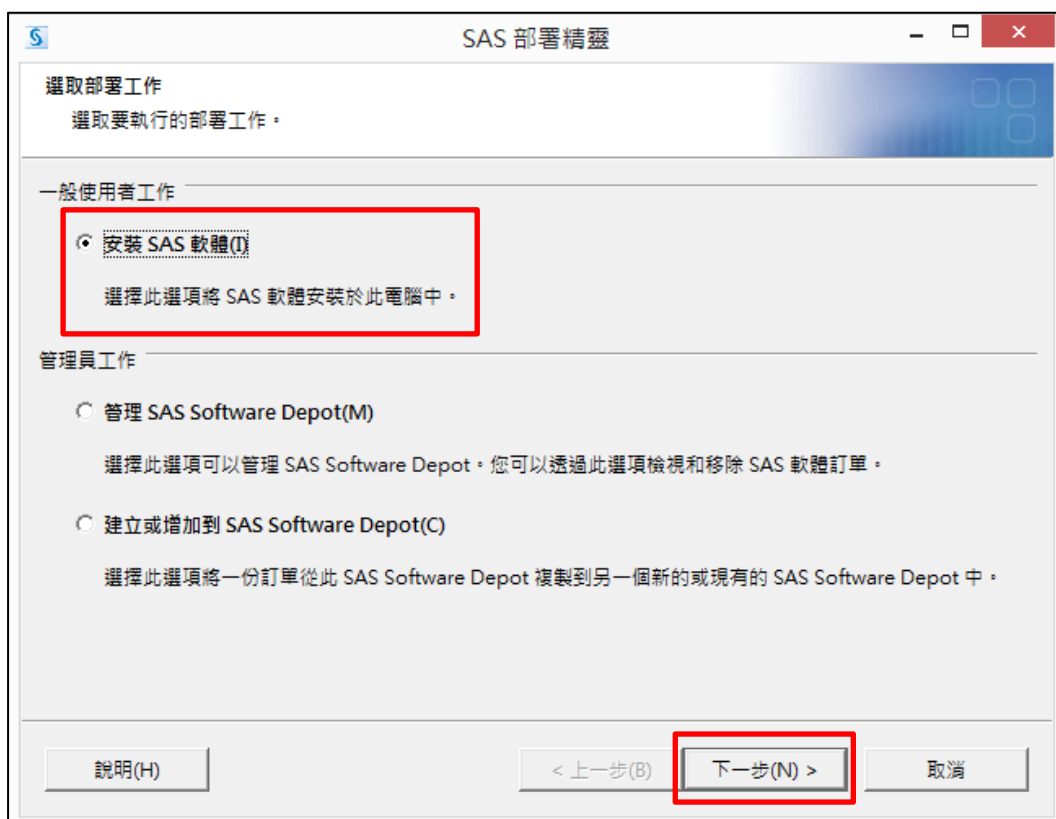 SAS 部署精靈
選取部署工作
選取要執行的部署工作。
一般使用者工作
安裝 SAS 軟體(I)
選擇此選項將 SAS 軟體安裝於此電腦中。
管理員工作
管理 SAS Software Depot(M)
選擇此選項可以管理 SAS Software Depot。您可以透過此選項檢視和移除 SAS 軟體訂單。
建立或增加到 SAS Software Depot(C)
選擇此選項將一份訂單從此 SAS Software Depot 複製到另一個新的或現有的 SAS Software Depot 中。
說明(H)
< 上一步(B)
下一步(N) >
取消